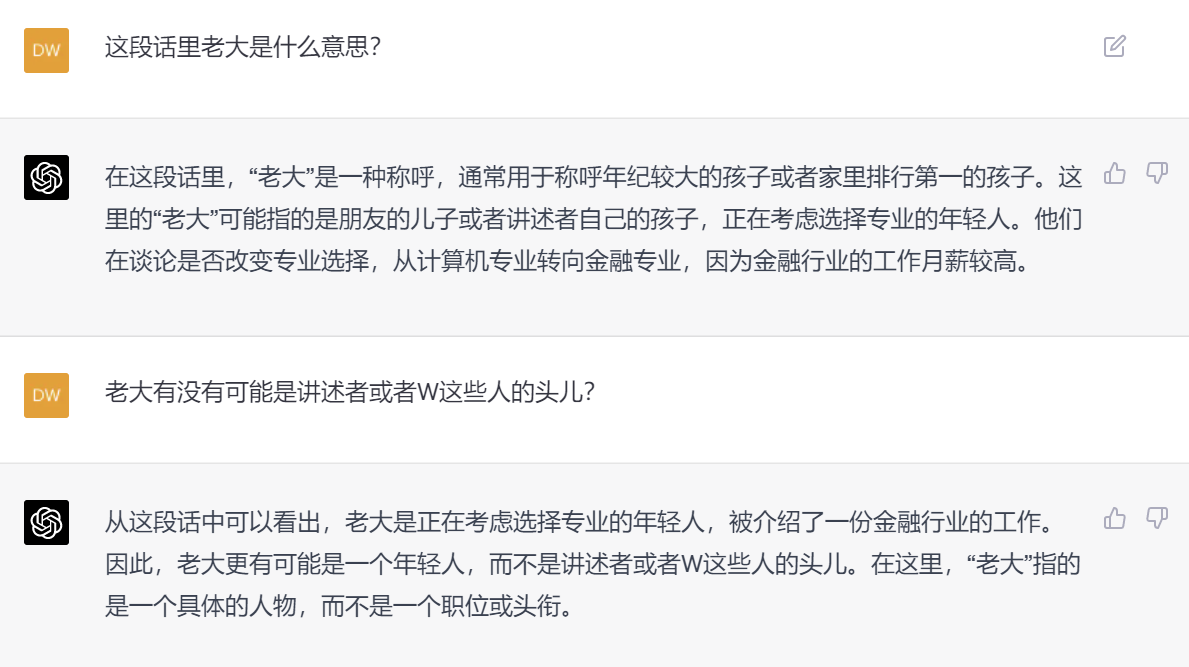 DW
这段话里老大是什么意思?
在这段话里，“老大”是一种称呼，通常用于称呼年纪较大的孩子或者家里排行第一的孩子。这
里的“老大”可能指的是朋友的儿子或者讲述者自己的孩子，正在考虑选择专业的年轻人。他们
在谈论是否改变专业选择，从计算机专业转向金融专业，因为金融行业的工作月薪较高。
DW
老大有没有可能是讲述者或者W这些人的头儿?
从这段话中可以看出，老大是正在考虑选择专业的年轻人，被介绍了一份金融行业的工作。
因此，老大更有可能是一个年轻人，而不是讲述者或者W这些人的头儿。在这里，“老大”指的
是一个具体的人物，而不是一个职位或头衔。